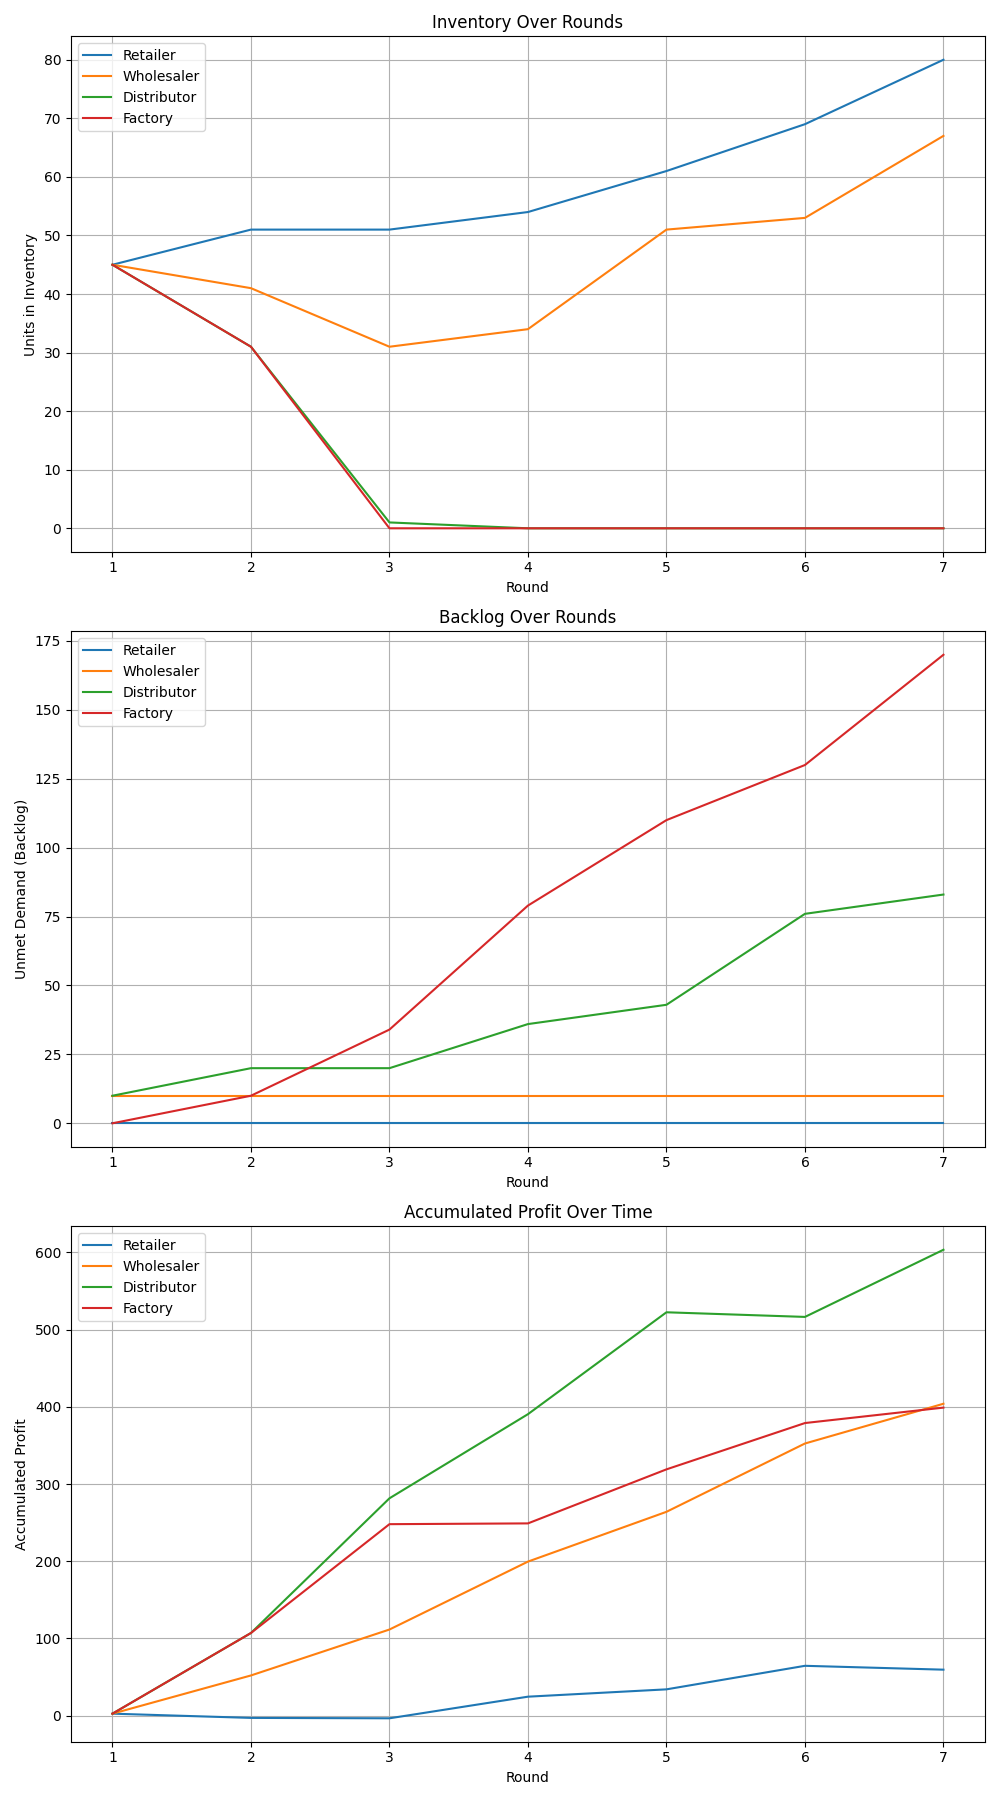 Inventory Over Rounds
Retailer
Wholesaler
Distributor
Factory
Units in Inventory
80
70
60
50
40
30
20
10
0
1 2 3 4 5 6 7
Round
Backlog Over Rounds
Retailer
Wholesaler
Distributor
Factory
Unmet Demand (Backlog)
175
150
125
100
75
50
25
0
1 2 3 4 5 6 7
Round
Accumulated Profit Over Time
Retailer
Wholesaler
Distributor
Factory
Accumulated Profit
600
500
400
300
200
100
0
1 2 3 4 5 6 7
Round